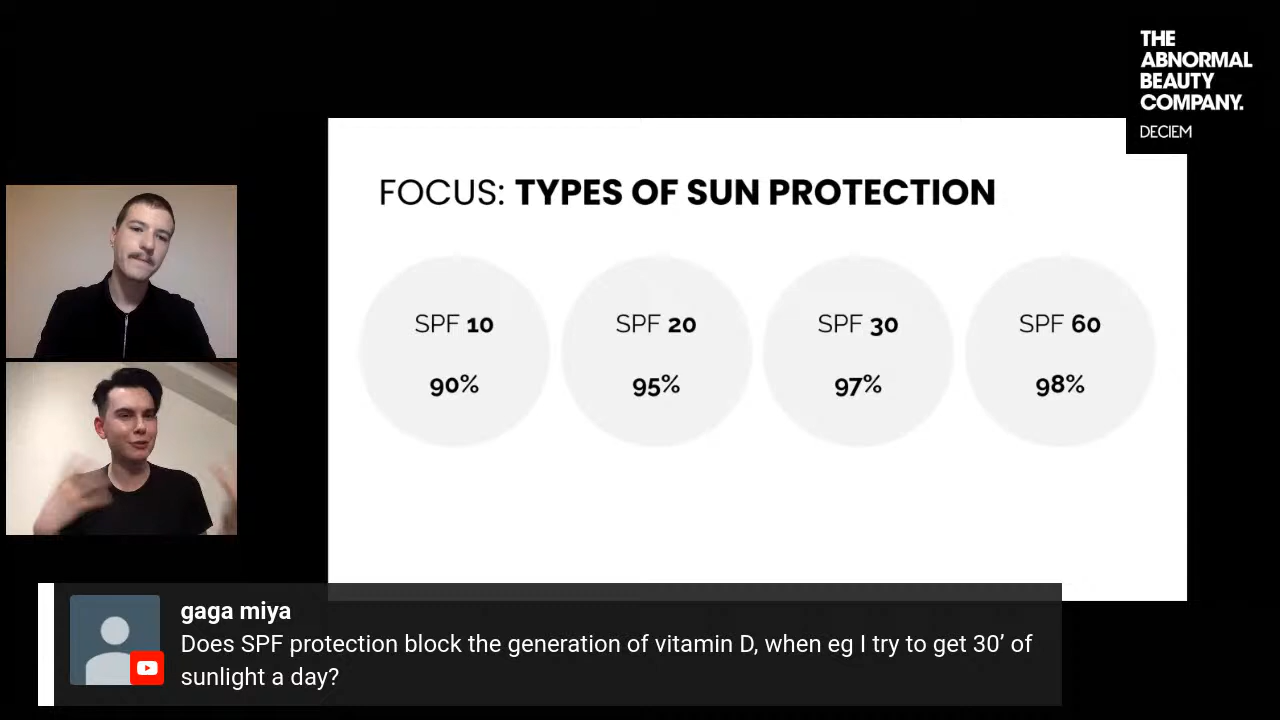 THE
ABNORMAL
BEAUTY
COMPANY.
DECIEM
FOCUS: TYPES OF SUN PROTECTION
SPF 10
90%
SPF 20
95%
SPF 30
97%
SPF 60
98%
gaga miya
Does SPF protection block the generation of vitamin D, when eg I try to get 30’ of
sunlight a day?